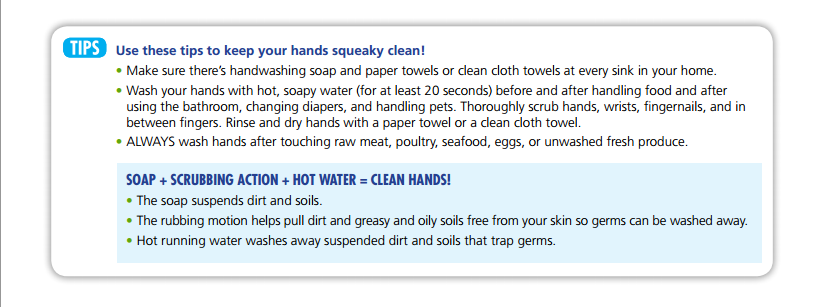 TIPS Use these tips to keep your hands squeaky clean!
• Make sure there's handwashing soap and paper towels or clean cloth towels at every sink in your home.
• Wash your hands with hot, soapy water (for at least 20 seconds) before and after handling food and after
using the bathroom, changing diapers, and handling pets. Thoroughly scrub hands, wrists, fingernails, and in
between fingers. Rinse and dry hands with a paper towel or a clean cloth towel.
• ALWAYS wash hands after touching raw meat, poultry, seafood, eggs, or unwashed fresh produce.
SOAP + SCRUBBING ACTION + HOT WATER = CLEAN HANDS!
• The soap suspends dirt and soils.
• The rubbing motion helps pull dirt and greasy and oily soils free from your skin so germs can be washed away.
• Hot running water washes away suspended dirt and soils that trap germs.